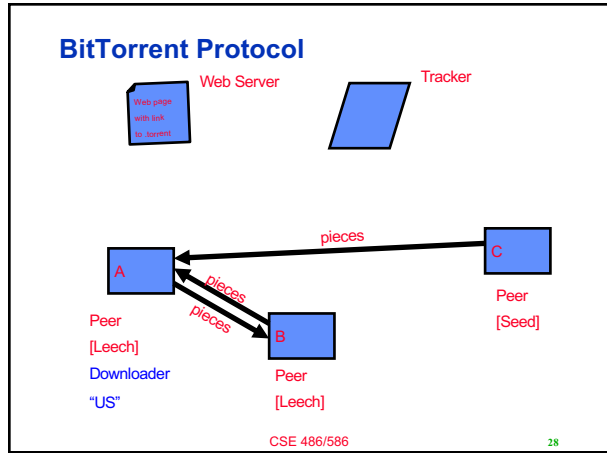 BitTorrent Protocol
Web Server
Tracker
Web page
with link
to .torrent
pieces
A
C
pieces
pieces
Peer
[Seed]
Peer
[Leech]
Downloader
“US”
B
Peer
[Leech]
CSE 486/586
28